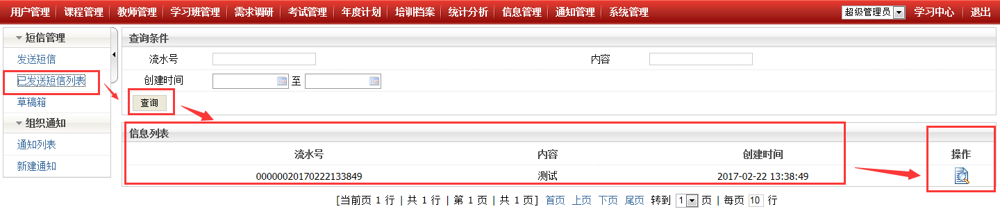 用户管理 课程管理 教师管理 学习班管理 需求调研 考试管理 年度计划 培训档案 统计分析 信息管理 通知管理 系统管理 超级管理员 学习中心 退出
短信管理
发送短信
已发送短信列表
草稿箱
组织通知
通知列表
新建通知
查询条件
流水号 内容
创建时间 至
查询
信息列表
流水号 内容 创建时间 操作
00000020170222133849 测试 2017-02-22 13:38:49
[当前页 1 行 | 共 1 行 | 第 1 页 | 共 1 页] 首页 上页 下页 尾页 转到 1 页 | 每页 10 行